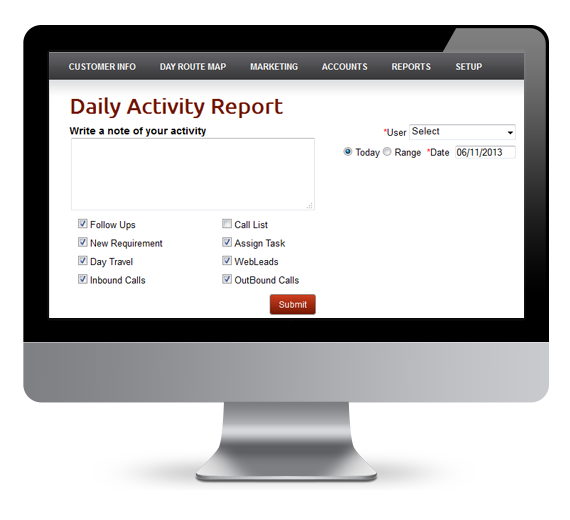 CUSTOMER INFO DAY ROUTE MAP MARKETING ACCOUNTS REPORTS SETUP
Daily Activity Report
Write a note of your activity
*User Select
Today Range *Date 06/11/2013
Follow Ups Call List
New Requirement Assign Task
Day Travel WebLeads
Inbound Calls OutBound Calls
Submit